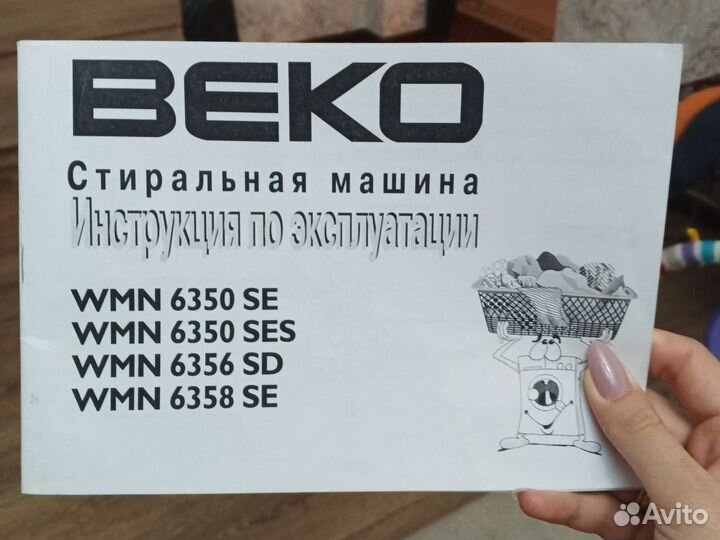 BEKO
Стиральная машина
Инструкция по эксплуатации
WMN 6350 SE
WMN 6350 SES
WMN 6356 SD
WMN 6358 SE
Avito